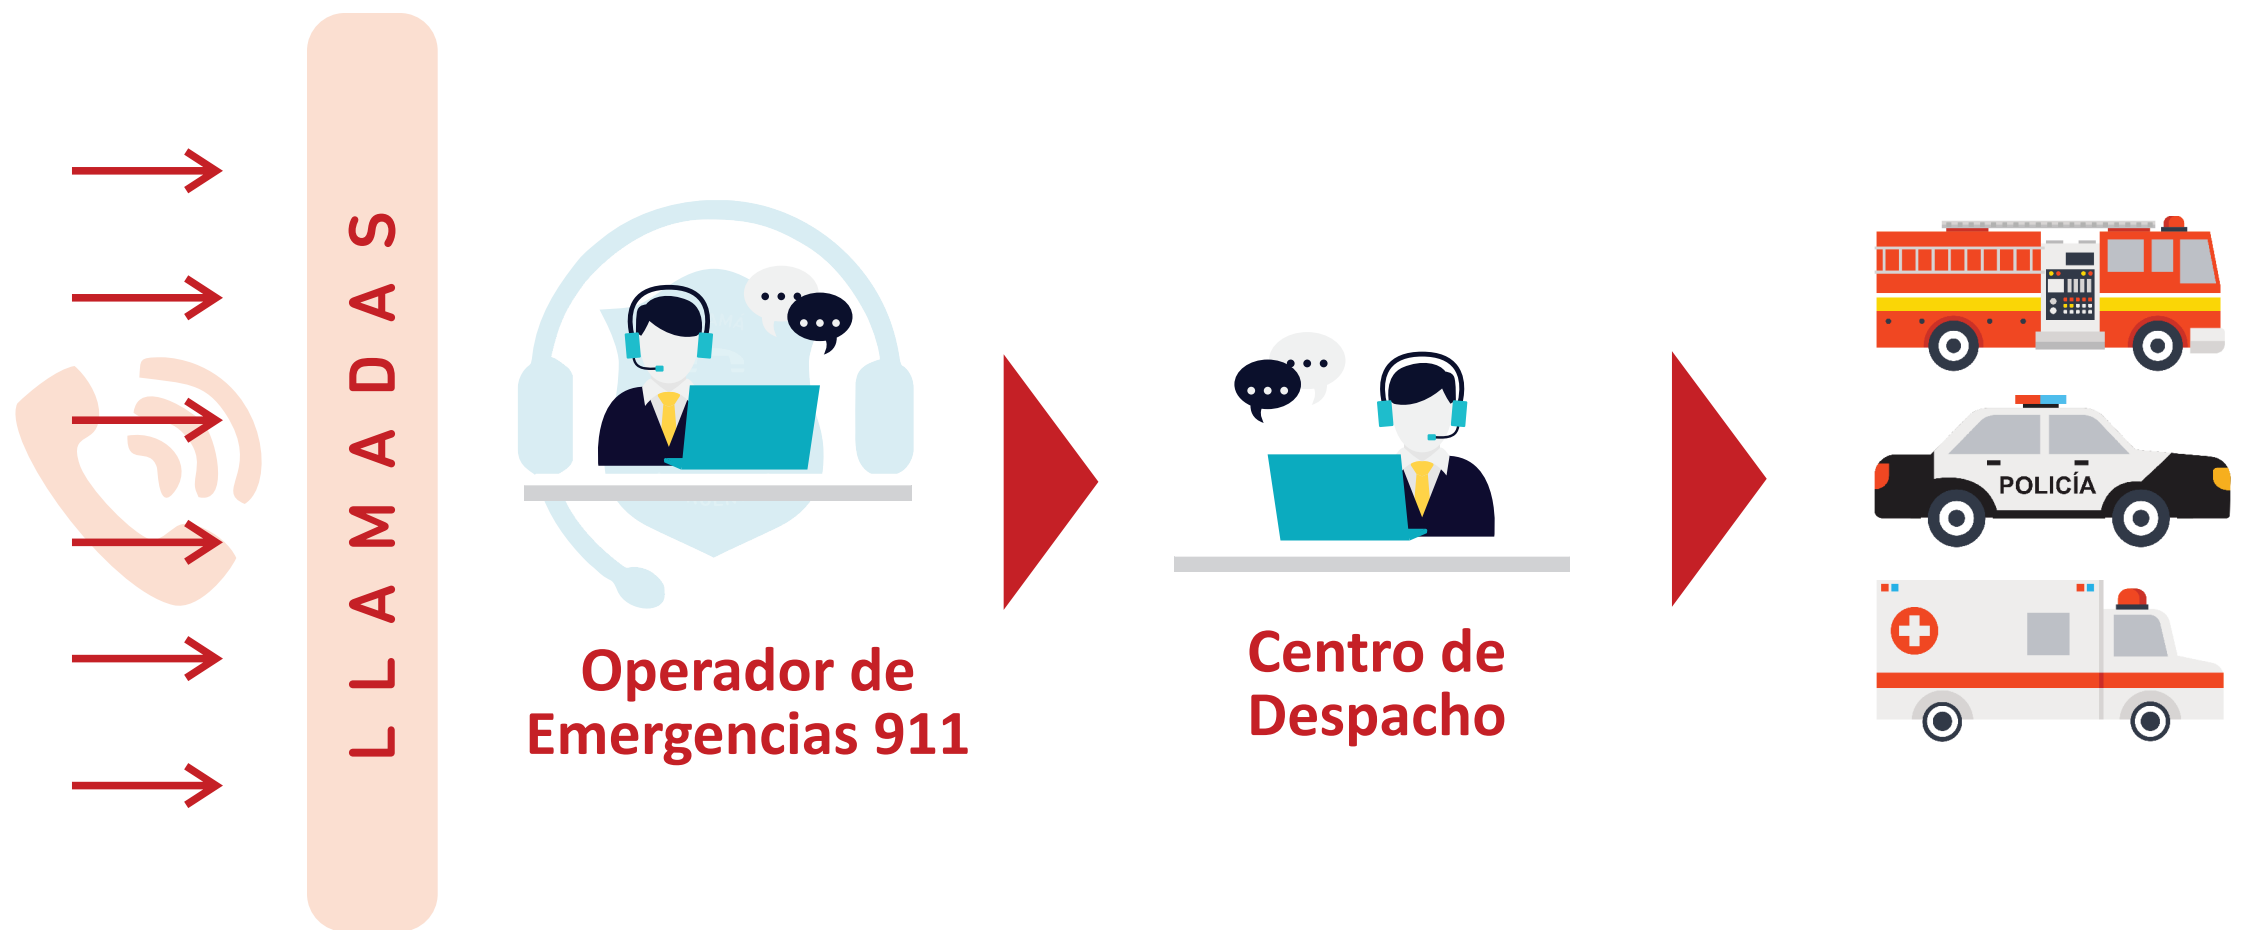 LLAMADAS
Operador de
Emergencias 911
Centro de
Despacho
POLICÍA